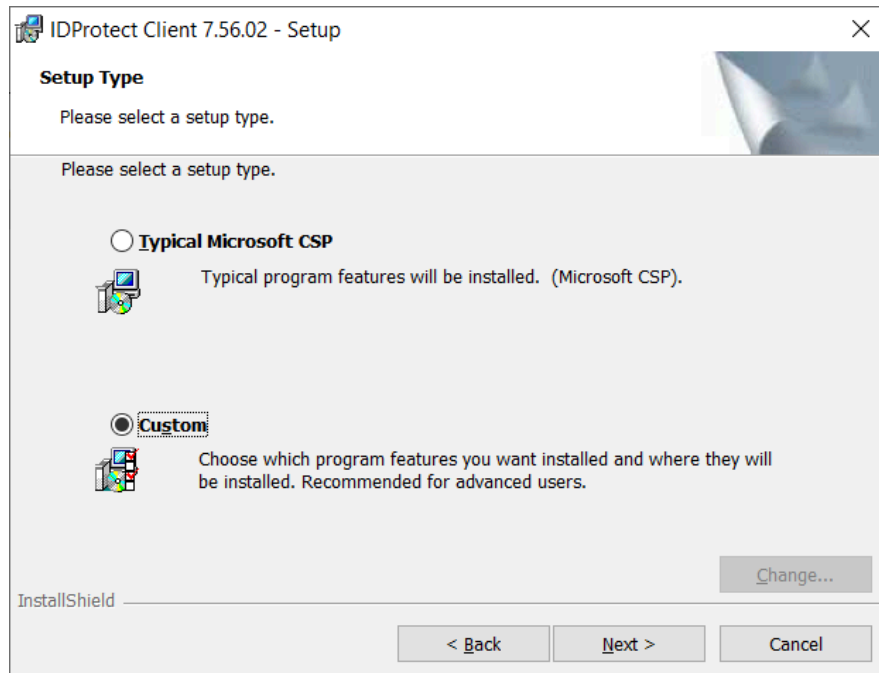 IDProtect Client 7.56.02 - Setup
Setup Type
Please select a setup type.
Please select a setup type.
Typical Microsoft CSP
Typical program features will be installed.  (Microsoft CSP).
Custom
Choose which program features you want installed and where they will
be installed. Recommended for advanced users.
Change...
InstallShield
< Back
Next >
Cancel